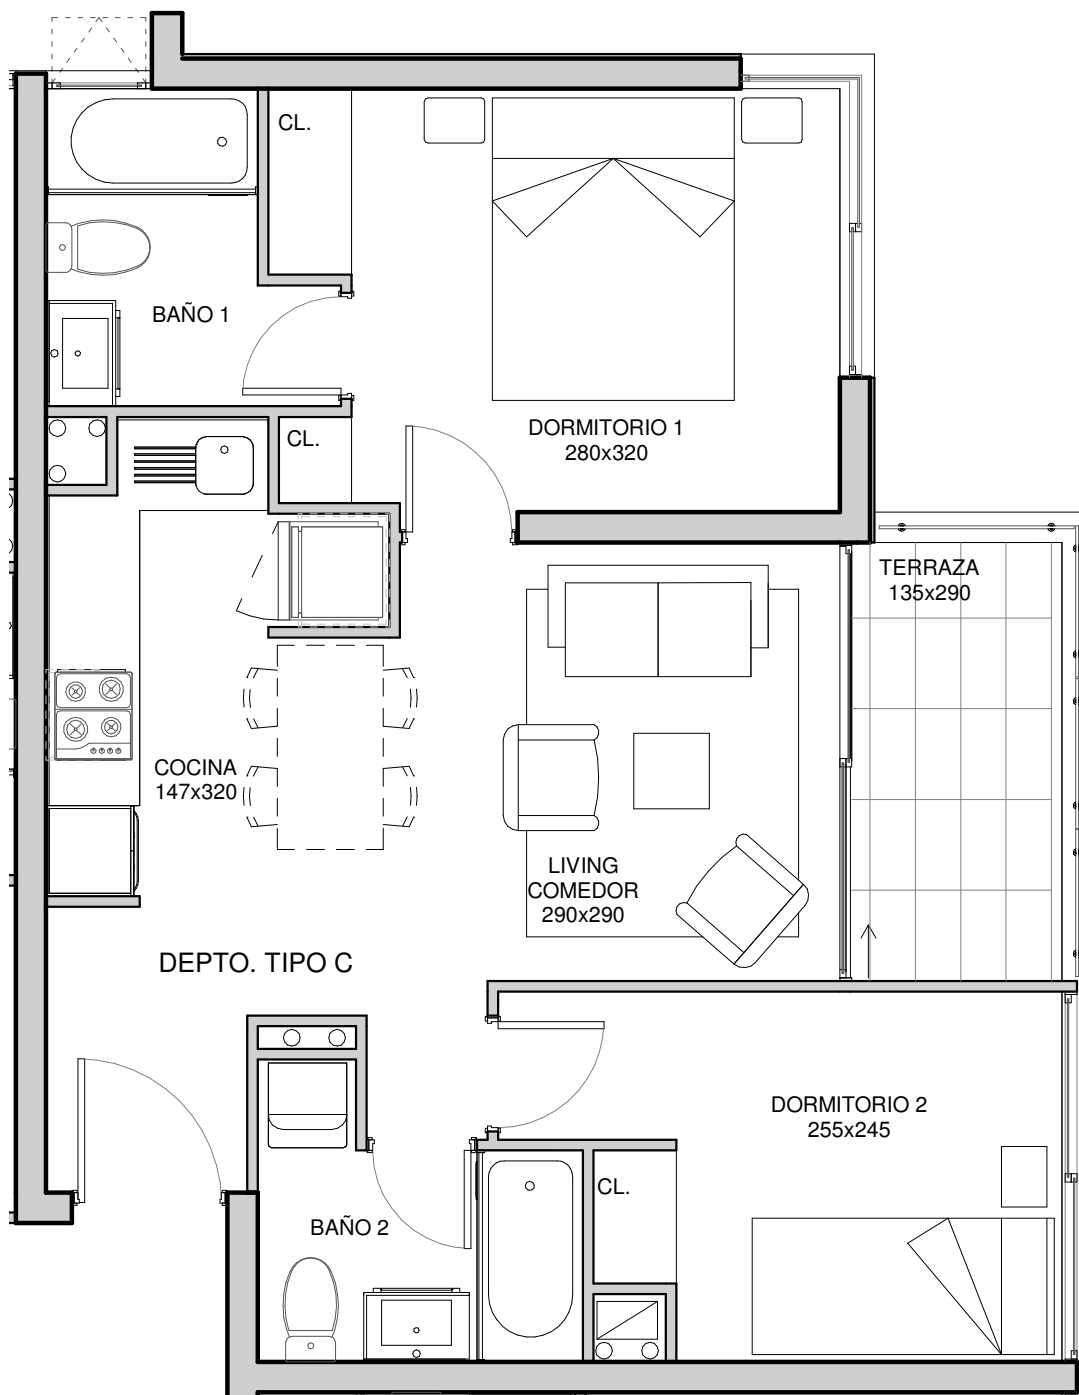 CL.
BAÑO 1
DORMITORIO 1
280x320
CL.
TERRAZA
135x290
COCINA
147x320
LIVING
COMEDOR
290x290
DEPTO. TIPO C
DORMITORIO 2
255x245
CL.
BAÑO 2